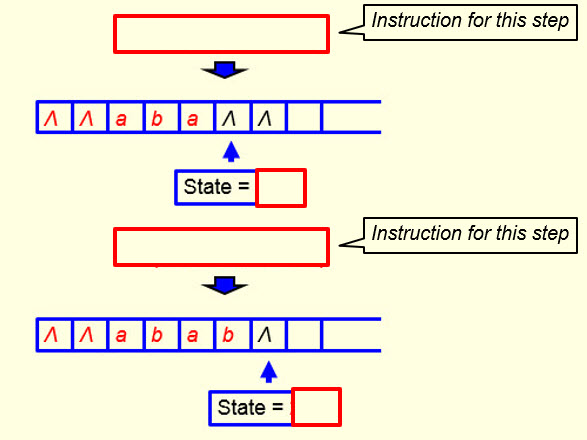 Instruction for this step
Λ Λ a b a Λ Λ
State =
Instruction for this step
Λ Λ a b a b Λ
State =